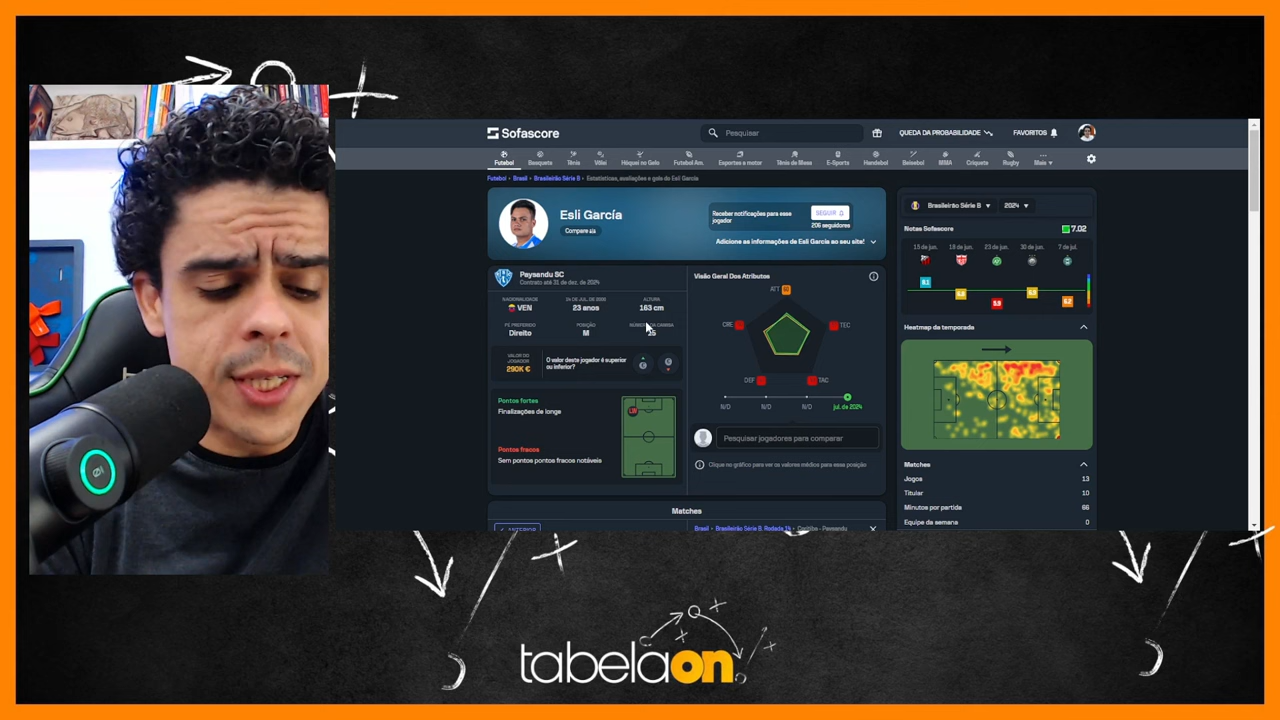 Sofascore
Pesquisar
QUEDA DA PROBABILIDADE
FAVORITOS
Futebol
Basquete
Tênis
Vôlei
Hóquei no Gelo
Futebol Am.
Esportes a motor
Tênis de Mesa
E-Sports
Handebol
Beisebol
MMA
Críquete
Rugby
Mais
Futebol Brasil Brasileirão Série B Estatísticas, avaliações e gols de Esli García
Esli García
Compare
Receber notificações para esse jogador
SEGUIR
206 seguidores
Adicione as informações de Esli García ao seu site!
Paysandu SC
Contrato até 31 de dez. de 2024
NACIONALIDADE
VEN
23 anos
ALTURA
163 cm
PÉ PREFERIDO
Direito
POSIÇÃO
M
VALOR DO JOGADOR
290K €
O valor deste jogador é superior ou inferior?
Pontos fortes
Finalizações de longe
Pontos fracos
Sem pontos pontos fracos notáveis
LW
Visão Geral Dos Atributos
ATT
CRE
TEC
DEF
TAC
N/D
N/D
N/D
jul. de 2024
Pesquisar jogadores para comparar
Clique no gráfico para ver os valores médios para essa posição
Matches
ANTERIOR
Brasil Brasileirão Série B, Rodada 14 Coritiba - Paysandu
Brasileirão Série B
2024
Notas Sofascore
7.02
15 de jun.
18 de jun.
23 de jun.
30 de jun.
7 de jul.
8.1
5.9
6.2
Heatmap da temporada
Matches
Jogos 13
Titular 10
Minutos por partida 66
Equipe da semana 0
tabelaon